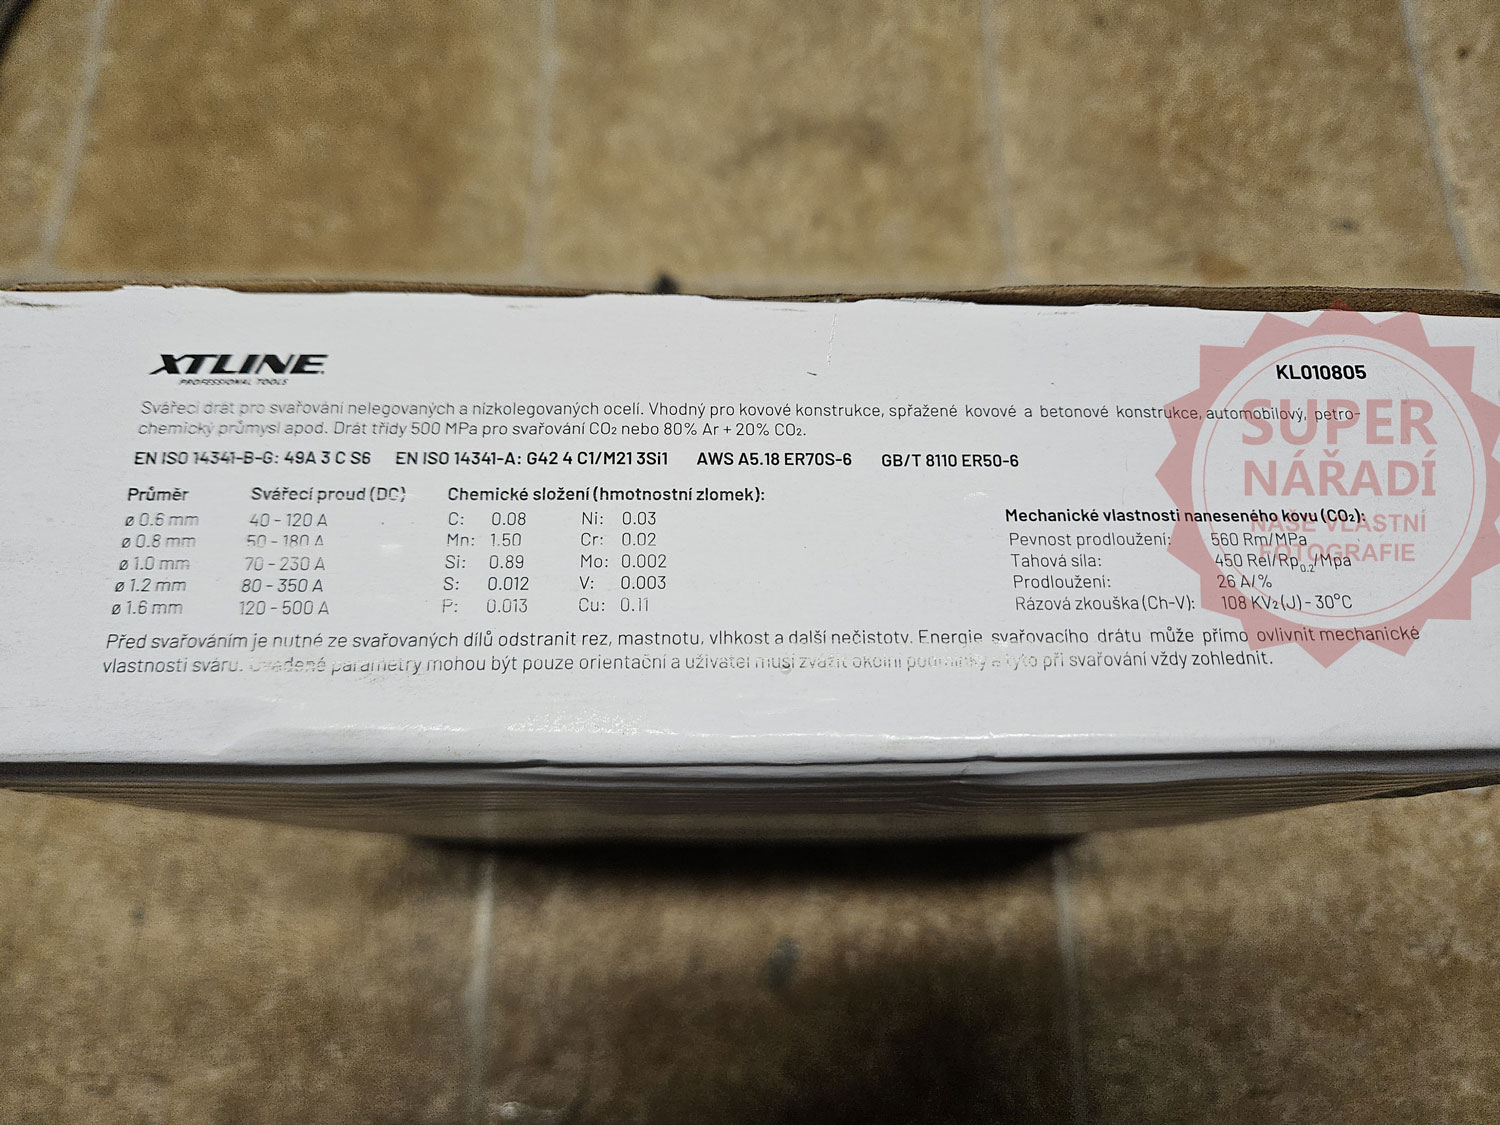 XTLINE
PROFESSIONAL TOOLS
KL010805
Svářecí drát pro svařování nelegovaných a nízkolegovaných ocelí. Vhodný pro kovové konstrukce, spřažené kovové a betonové konstrukce, automobilový, petro-
chemický průmysl apod. Drát třídy 500 MPa pro svařování CO₂ nebo 80% Ar + 20% CO₂.
EN ISO 14341-B-G: 49A 3 C S6 EN ISO 14341-A: G42 4 C1/M21 3Si1 AWS A5.18 ER70S-6 GB/T 8110 ER50-6
Průměr Svářecí proud (DC) Chemické složení (hmotnostní zlomek):
ø 0.6 mm 40 - 120 A C: 0.08 Ni: 0.03
ø 0.8 mm 50 - 180 A Mn: 1.50 Cr: 0.02
ø 1.0 mm 70 - 230 A Si: 0.89 Mo: 0.002
ø 1.2 mm 80 - 350 A S: 0.012 V: 0.003
ø 1.6 mm 120 - 500 A P: 0.013 Cu: 0.11
Mechanické vlastnosti naneseného kovu (CO₂):
Pevnost prodloužení: 560 Rm/MPa
Tahová síla: 450 Rel/Rp0.2/Mpa
Prodloužení: 26 A/%
Rázová zkouška (Ch-V): 108 KV₂ (J) - 30°C
Před svařováním je nutné ze svařovaných dílů odstranit rez, mastnotu, vlhkost a další nečistoty. Energie svařovacího drátu může přímo ovlivnit mechanické
vlastnosti sváru. Uvedené parametry mohou být pouze orientační a uživatel musí zvážit okolní podmínky a tyto při svařování vždy zohlednit.
SUPER
NÁŘADÍ
NAŠE VLASTNÍ
FOTOGRAFIE